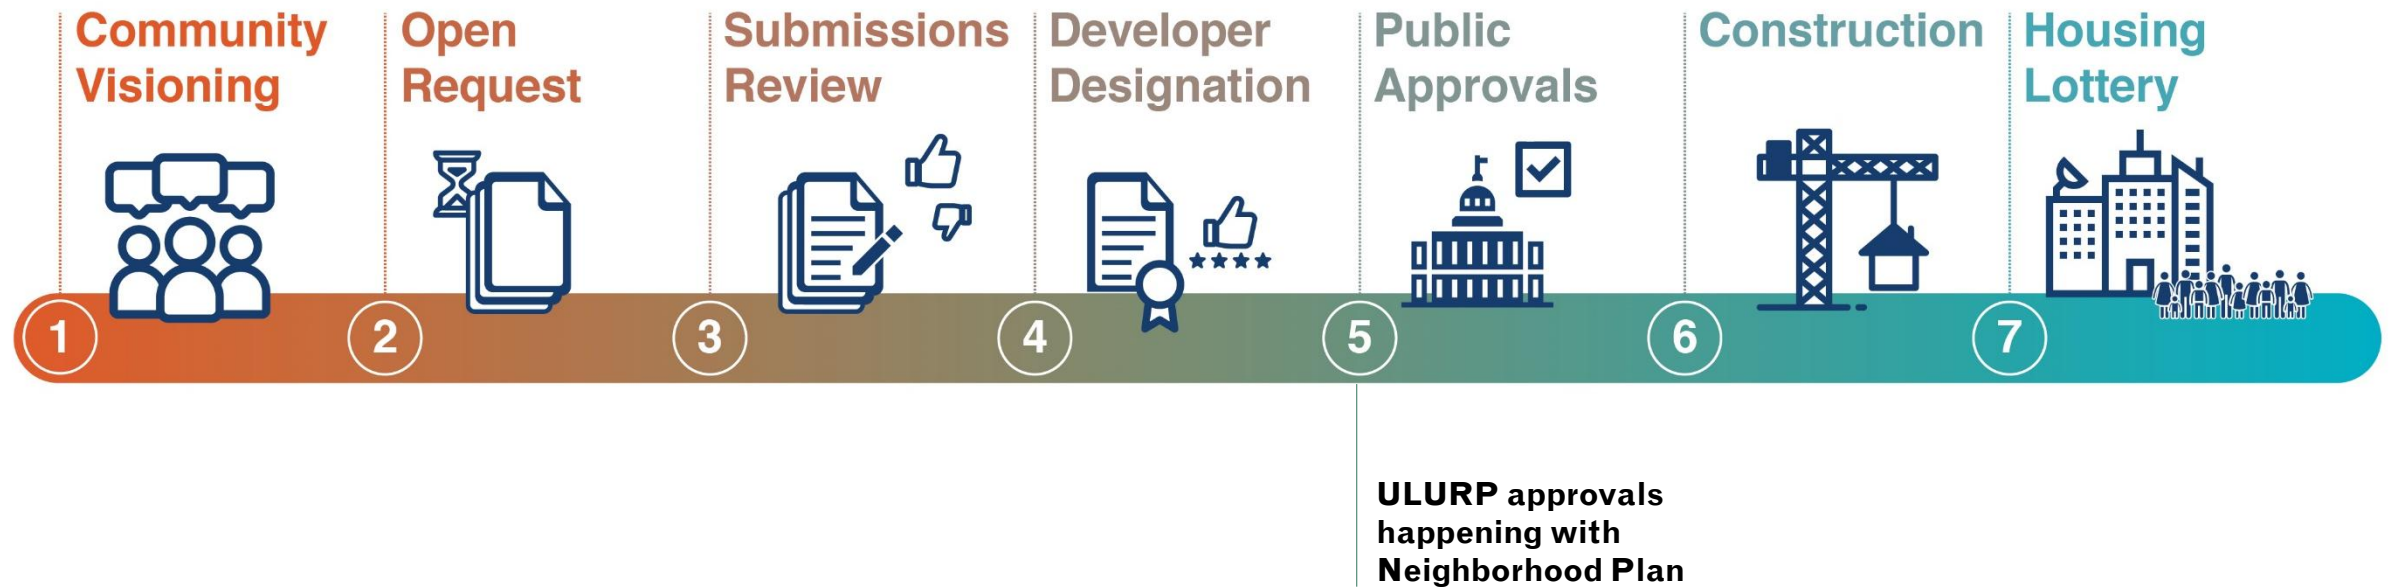 Community
Visioning
Open
Request
Submissions
Review
Developer
Designation
Public
Approvals
Construction
Housing
Lottery
1
2
3
4
5
6
7
ULURP approvals
happening with
Neighborhood Plan